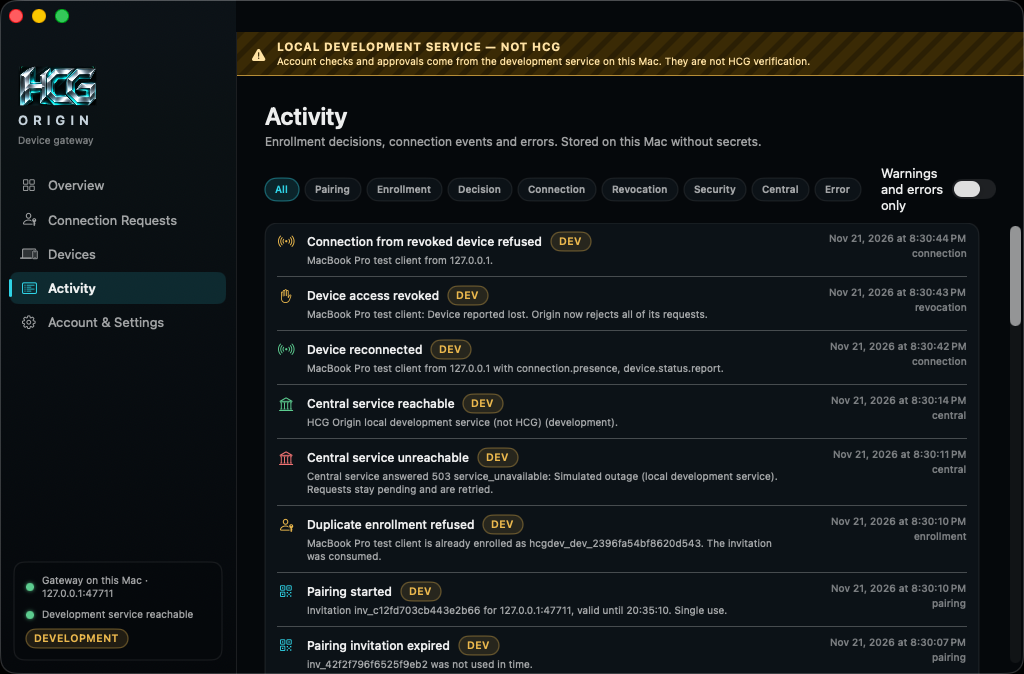 HCG
ORIGIN
Device gateway
Overview
Connection Requests
Devices
Activity
Account & Settings
Gateway on this Mac ·
127.0.0.1:47711
Development service reachable
DEVELOPMENT
LOCAL DEVELOPMENT SERVICE — NOT HCG
Account checks and approvals come from the development service on this Mac. They are not HCG verification.
Activity
Enrollment decisions, connection events and errors. Stored on this Mac without secrets.
All Pairing Enrollment Decision Connection Revocation Security Central Error
Warnings
and errors
only
Connection from revoked device refused DEV Nov 21, 2026 at 8:30:44 PM
MacBook Pro test client from 127.0.0.1. connection
Device access revoked DEV Nov 21, 2026 at 8:30:43 PM
MacBook Pro test client: Device reported lost. Origin now rejects all of its requests. revocation
Device reconnected DEV Nov 21, 2026 at 8:30:42 PM
MacBook Pro test client from 127.0.0.1 with connection.presence, device.status.report. connection
Central service reachable DEV Nov 21, 2026 at 8:30:14 PM
HCG Origin local development service (not HCG) (development). central
Central service unreachable DEV Nov 21, 2026 at 8:30:11 PM
Central service answered 503 service_unavailable: Simulated outage (local development service). central
Requests stay pending and are retried.
Duplicate enrollment refused DEV Nov 21, 2026 at 8:30:10 PM
MacBook Pro test client is already enrolled as hcgdev_dev_2396fa54bf8620d543. The invitation enrollment
was consumed.
Pairing started DEV Nov 21, 2026 at 8:30:10 PM
Invitation inv_c12fd703cb443e2b66 for 127.0.0.1:47711, valid until 20:35:10. Single use. pairing
Pairing invitation expired DEV Nov 21, 2026 at 8:30:07 PM
inv_42f2f796f6525f9eb2 was not used in time. pairing